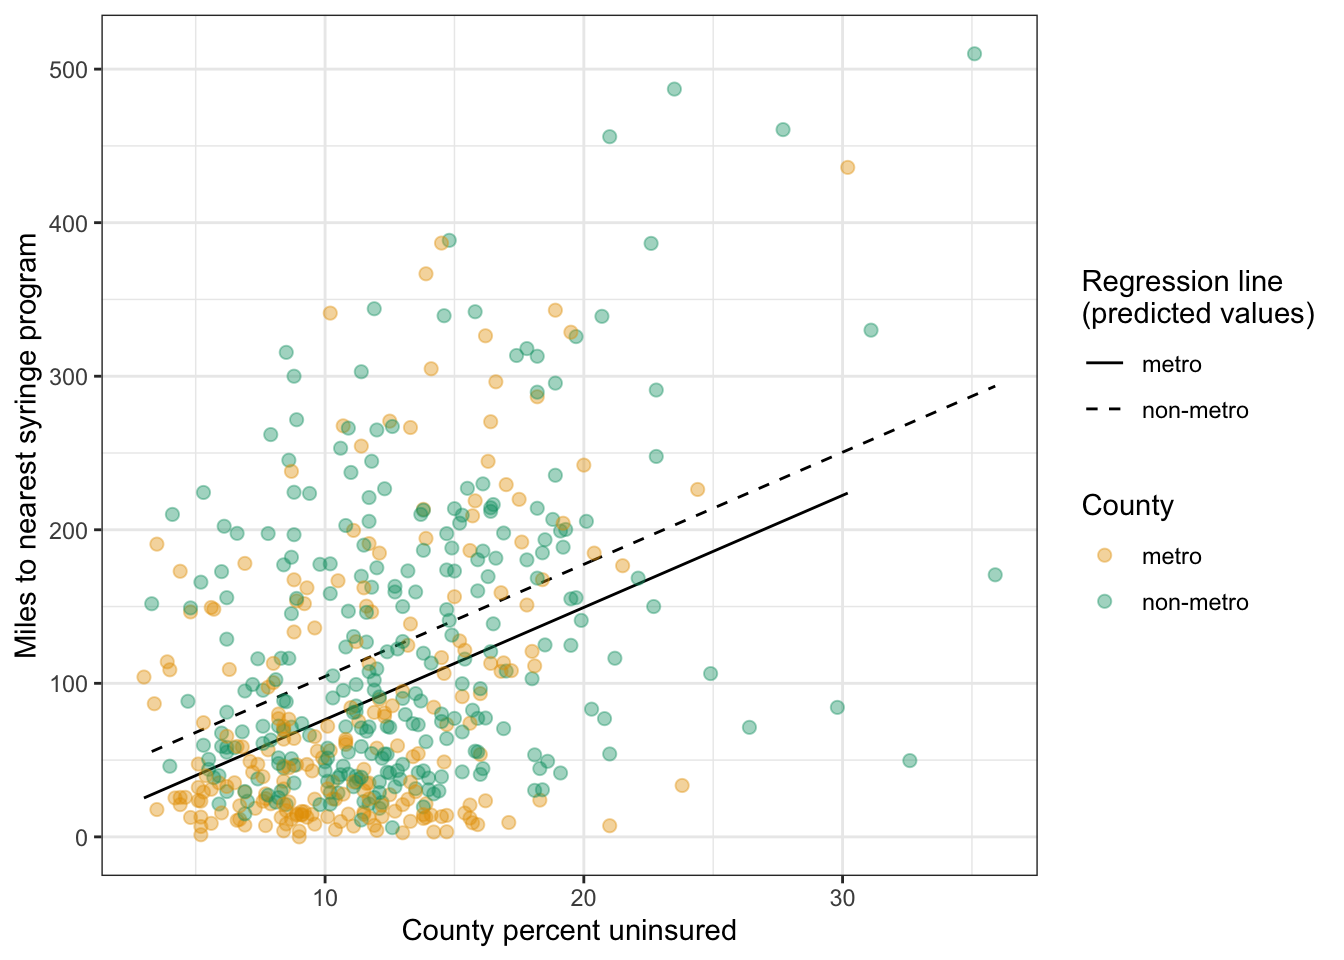 500
400
300
200
100
0
10
20
30
Miles to nearest syringe program
County percent uninsured
Regression line
(predicted values)
metro
non-metro
County
metro
non-metro